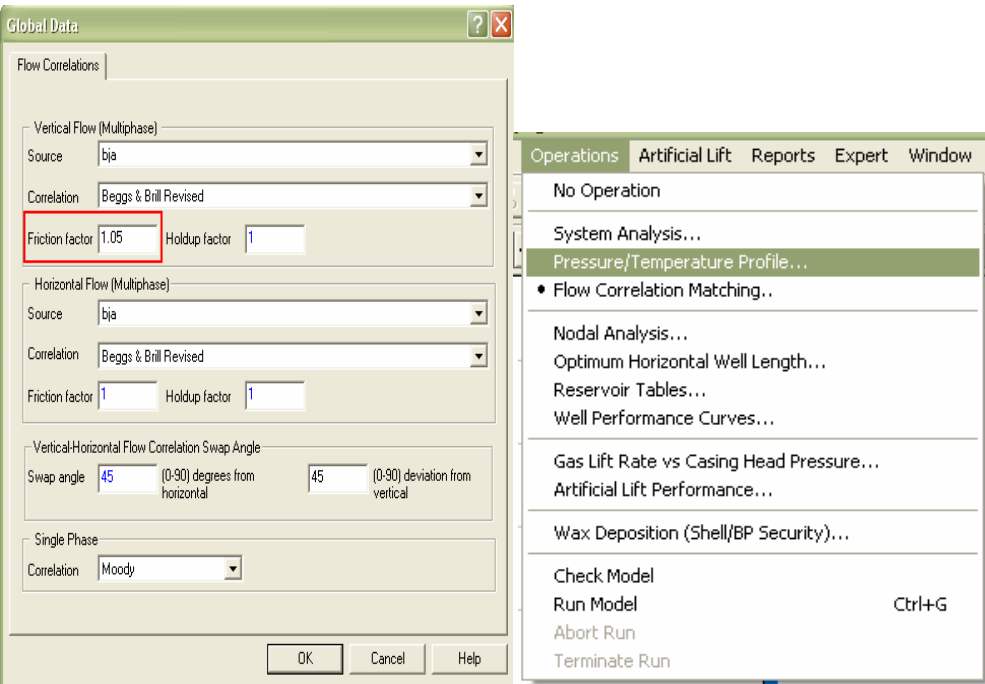 Global Data
Flow Correlations
Vertical Flow (Multiphase)
Source bja
Correlation Beggs & Brill Revised
Friction factor 1.05 Holdup factor 1
Horizontal Flow (Multiphase)
Source bja
Correlation Beggs & Brill Revised
Friction factor 1 Holdup factor 1
Vertical-Horizontal Flow Correlation Swap Angle
Swap angle 45 (0-90) degrees from horizontal 45 (0-90) deviation from vertical
Single Phase
Correlation Moody
OK Cancel Help
Operations Artificial Lift Reports Expert Window
No Operation
System Analysis...
Pressure/Temperature Profile...
• Flow Correlation Matching..
Nodal Analysis...
Optimum Horizontal Well Length...
Reservoir Tables...
Well Performance Curves...
Gas Lift Rate vs Casing Head Pressure...
Artificial Lift Performance...
Wax Deposition (Shell/BP Security)...
Check Model
Run Model Ctrl+G
Abort Run
Terminate Run